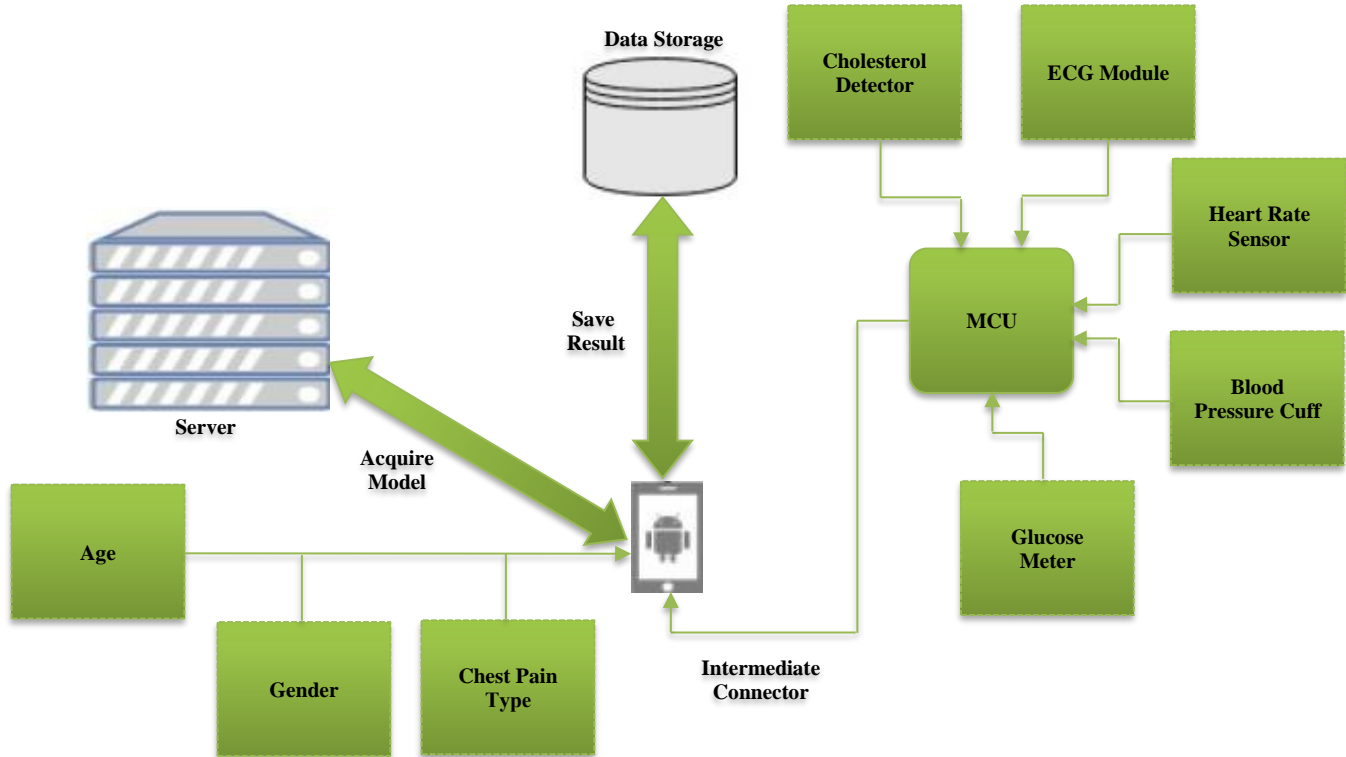 Data Storage
Cholesterol
Detector
ECG Module
Heart Rate
Sensor
Save
Result
MCU
Blood
Pressure Cuff
Server
Acquire
Model
Age
Glucose
Meter
Gender
Chest Pain
Type
Intermediate
Connector